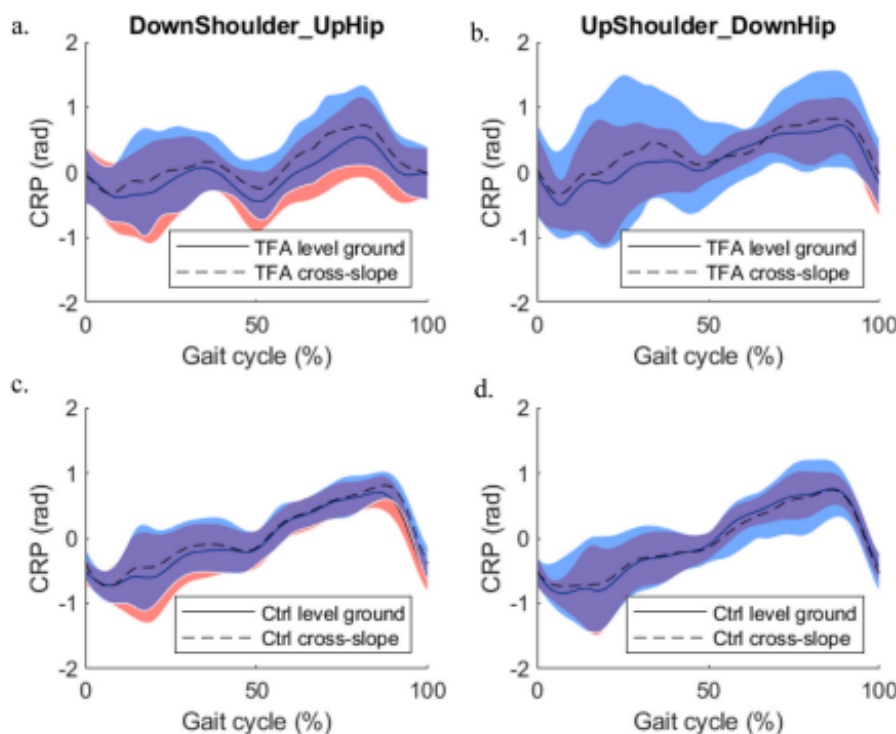 a.
DownShoulder_UpHip
2
1
0
-1
-2
CRP (rad)
TFA level ground
TFA cross-slope
0
50
100
Gait cycle (%)
b.
UpShoulder_DownHip
2
1
0
-1
-2
CRP (rad)
TFA level ground
TFA cross-slope
0
50
100
Gait cycle (%)
c.
2
1
0
-1
-2
CRP (rad)
Ctrl level ground
Ctrl cross-slope
0
50
100
Gait cycle (%)
d.
2
1
0
-1
-2
CRP (rad)
Ctrl level ground
Ctrl cross-slope
0
50
100
Gait cycle (%)